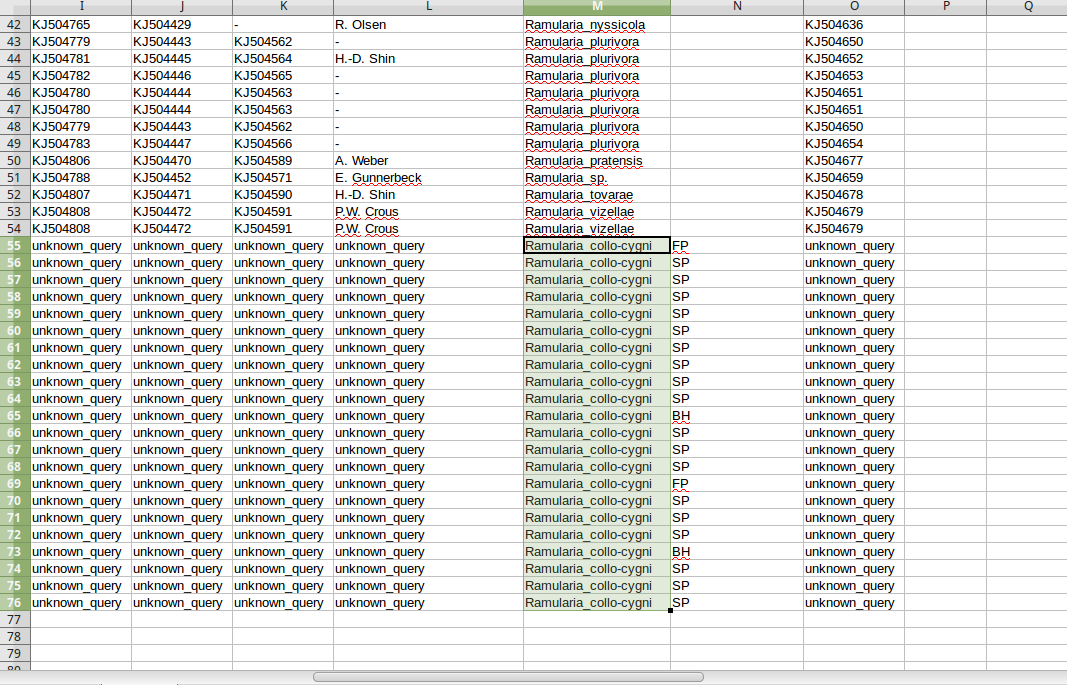 I J K L M N O P Q
42 KJ504765 KJ504429 - R. Olsen Ramularia_nyssicola KJ504636
43 KJ504779 KJ504443 KJ504562 - Ramularia_plurivora KJ504650
44 KJ504781 KJ504445 KJ504564 H.-D. Shin Ramularia_plurivora KJ504652
45 KJ504782 KJ504446 KJ504565 - Ramularia_plurivora KJ504653
46 KJ504780 KJ504444 KJ504563 - Ramularia_plurivora KJ504651
47 KJ504780 KJ504444 KJ504563 - Ramularia_plurivora KJ504651
48 KJ504779 KJ504443 KJ504562 - Ramularia_plurivora KJ504650
49 KJ504783 KJ504447 KJ504566 - Ramularia_plurivora KJ504654
50 KJ504806 KJ504470 KJ504589 A. Weber Ramularia_pratensis KJ504677
51 KJ504788 KJ504452 KJ504571 E. Gunnerbeck Ramularia_sp. KJ504659
52 KJ504807 KJ504471 KJ504590 H.-D. Shin Ramularia_tovarae KJ504678
53 KJ504808 KJ504472 KJ504591 P.W. Crous Ramularia_vizellae KJ504679
54 KJ504808 KJ504472 KJ504591 P.W. Crous Ramularia_vizellae KJ504679
55 unknown_query unknown_query unknown_query unknown_query Ramularia_collo-cygni FP unknown_query
56 unknown_query unknown_query unknown_query unknown_query Ramularia_collo-cygni SP unknown_query
57 unknown_query unknown_query unknown_query unknown_query Ramularia_collo-cygni SP unknown_query
58 unknown_query unknown_query unknown_query unknown_query Ramularia_collo-cygni SP unknown_query
59 unknown_query unknown_query unknown_query unknown_query Ramularia_collo-cygni SP unknown_query
60 unknown_query unknown_query unknown_query unknown_query Ramularia_collo-cygni SP unknown_query
61 unknown_query unknown_query unknown_query unknown_query Ramularia_collo-cygni SP unknown_query
62 unknown_query unknown_query unknown_query unknown_query Ramularia_collo-cygni SP unknown_query
63 unknown_query unknown_query unknown_query unknown_query Ramularia_collo-cygni SP unknown_query
64 unknown_query unknown_query unknown_query unknown_query Ramularia_collo-cygni SP unknown_query
65 unknown_query unknown_query unknown_query unknown_query Ramularia_collo-cygni BH unknown_query
66 unknown_query unknown_query unknown_query unknown_query Ramularia_collo-cygni SP unknown_query
67 unknown_query unknown_query unknown_query unknown_query Ramularia_collo-cygni SP unknown_query
68 unknown_query unknown_query unknown_query unknown_query Ramularia_collo-cygni SP unknown_query
69 unknown_query unknown_query unknown_query unknown_query Ramularia_collo-cygni FP unknown_query
70 unknown_query unknown_query unknown_query unknown_query Ramularia_collo-cygni SP unknown_query
71 unknown_query unknown_query unknown_query unknown_query Ramularia_collo-cygni SP unknown_query
72 unknown_query unknown_query unknown_query unknown_query Ramularia_collo-cygni SP unknown_query
73 unknown_query unknown_query unknown_query unknown_query Ramularia_collo-cygni BH unknown_query
74 unknown_query unknown_query unknown_query unknown_query Ramularia_collo-cygni SP unknown_query
75 unknown_query unknown_query unknown_query unknown_query Ramularia_collo-cygni SP unknown_query
76 unknown_query unknown_query unknown_query unknown_query Ramularia_collo-cygni SP unknown_query
77
78
79
80